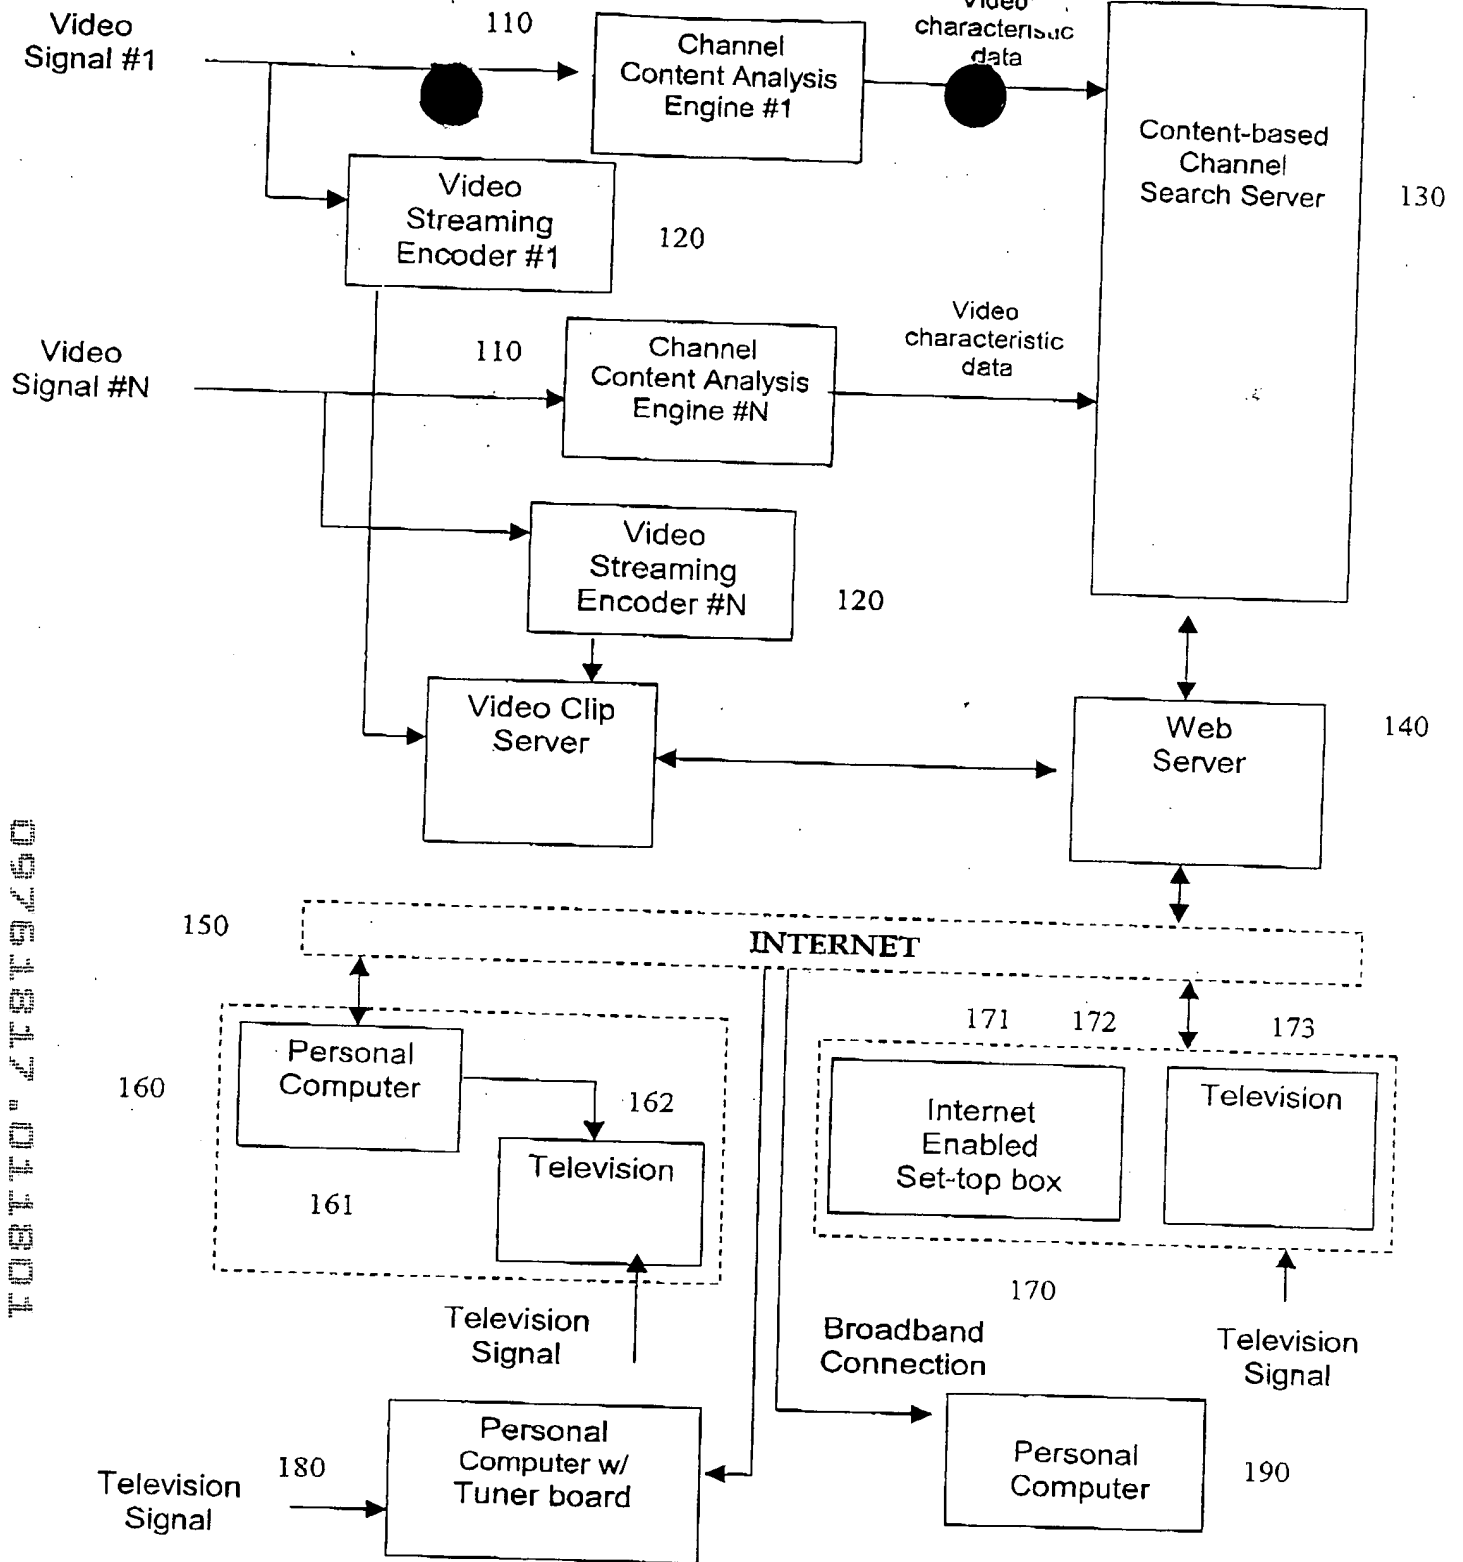 Video
Signal #1
110
Channel
Content Analysis
Engine #1
Video
characteristic
data
Content-based
Channel
Search Server
130
Video
Streaming
Encoder #1
120
Video
Signal #N
110
Channel
Content Analysis
Engine #N
Video
characteristic
data
Video
Streaming
Encoder #N
120
Video Clip
Server
Web
Server
140
150
INTERNET
171
172
173
Personal
Computer
160
162
Television
161
Internet
Enabled
Set-top box
Television
170
Television
Signal
Broadband
Connection
Television
Signal
Personal
Computer w/
Tuner board
180
Television
Signal
Personal
Computer
190